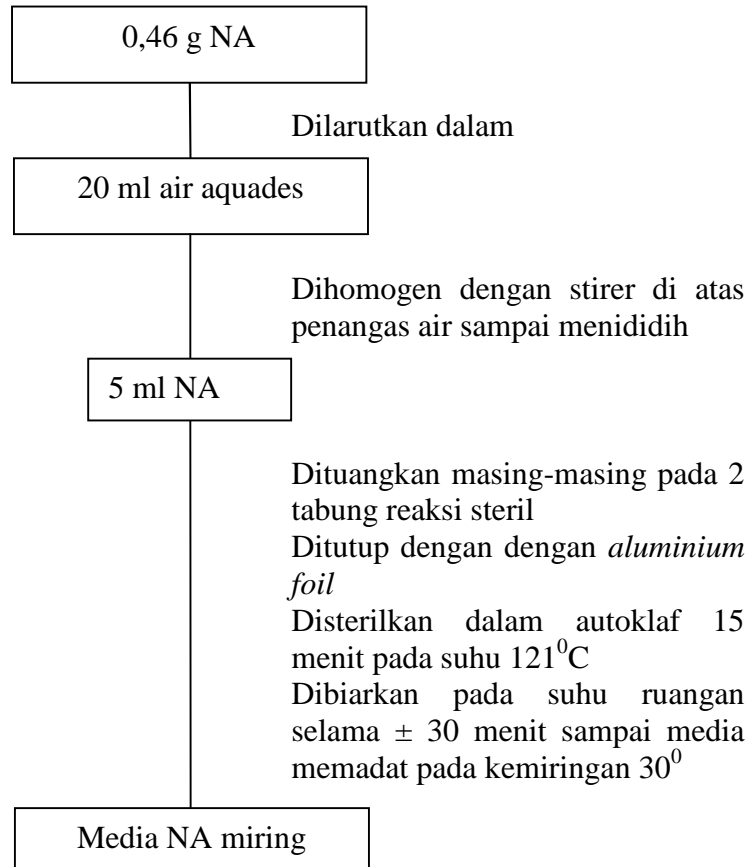 0,46 g NA
Dilarutkan dalam
20 ml air aquades
Dihomogen dengan stirer di atas
penangas air sampai menididih
5 ml NA
Dituangkan masing-masing pada 2
tabung reaksi steril
Ditutup dengan dengan aluminium
foil
Disterilkan dalam autoklaf 15
menit pada suhu 121⁰C
Dibiarkan pada suhu ruangan
selama ± 30 menit sampai media
memadat pada kemiringan 30⁰
Media NA miring